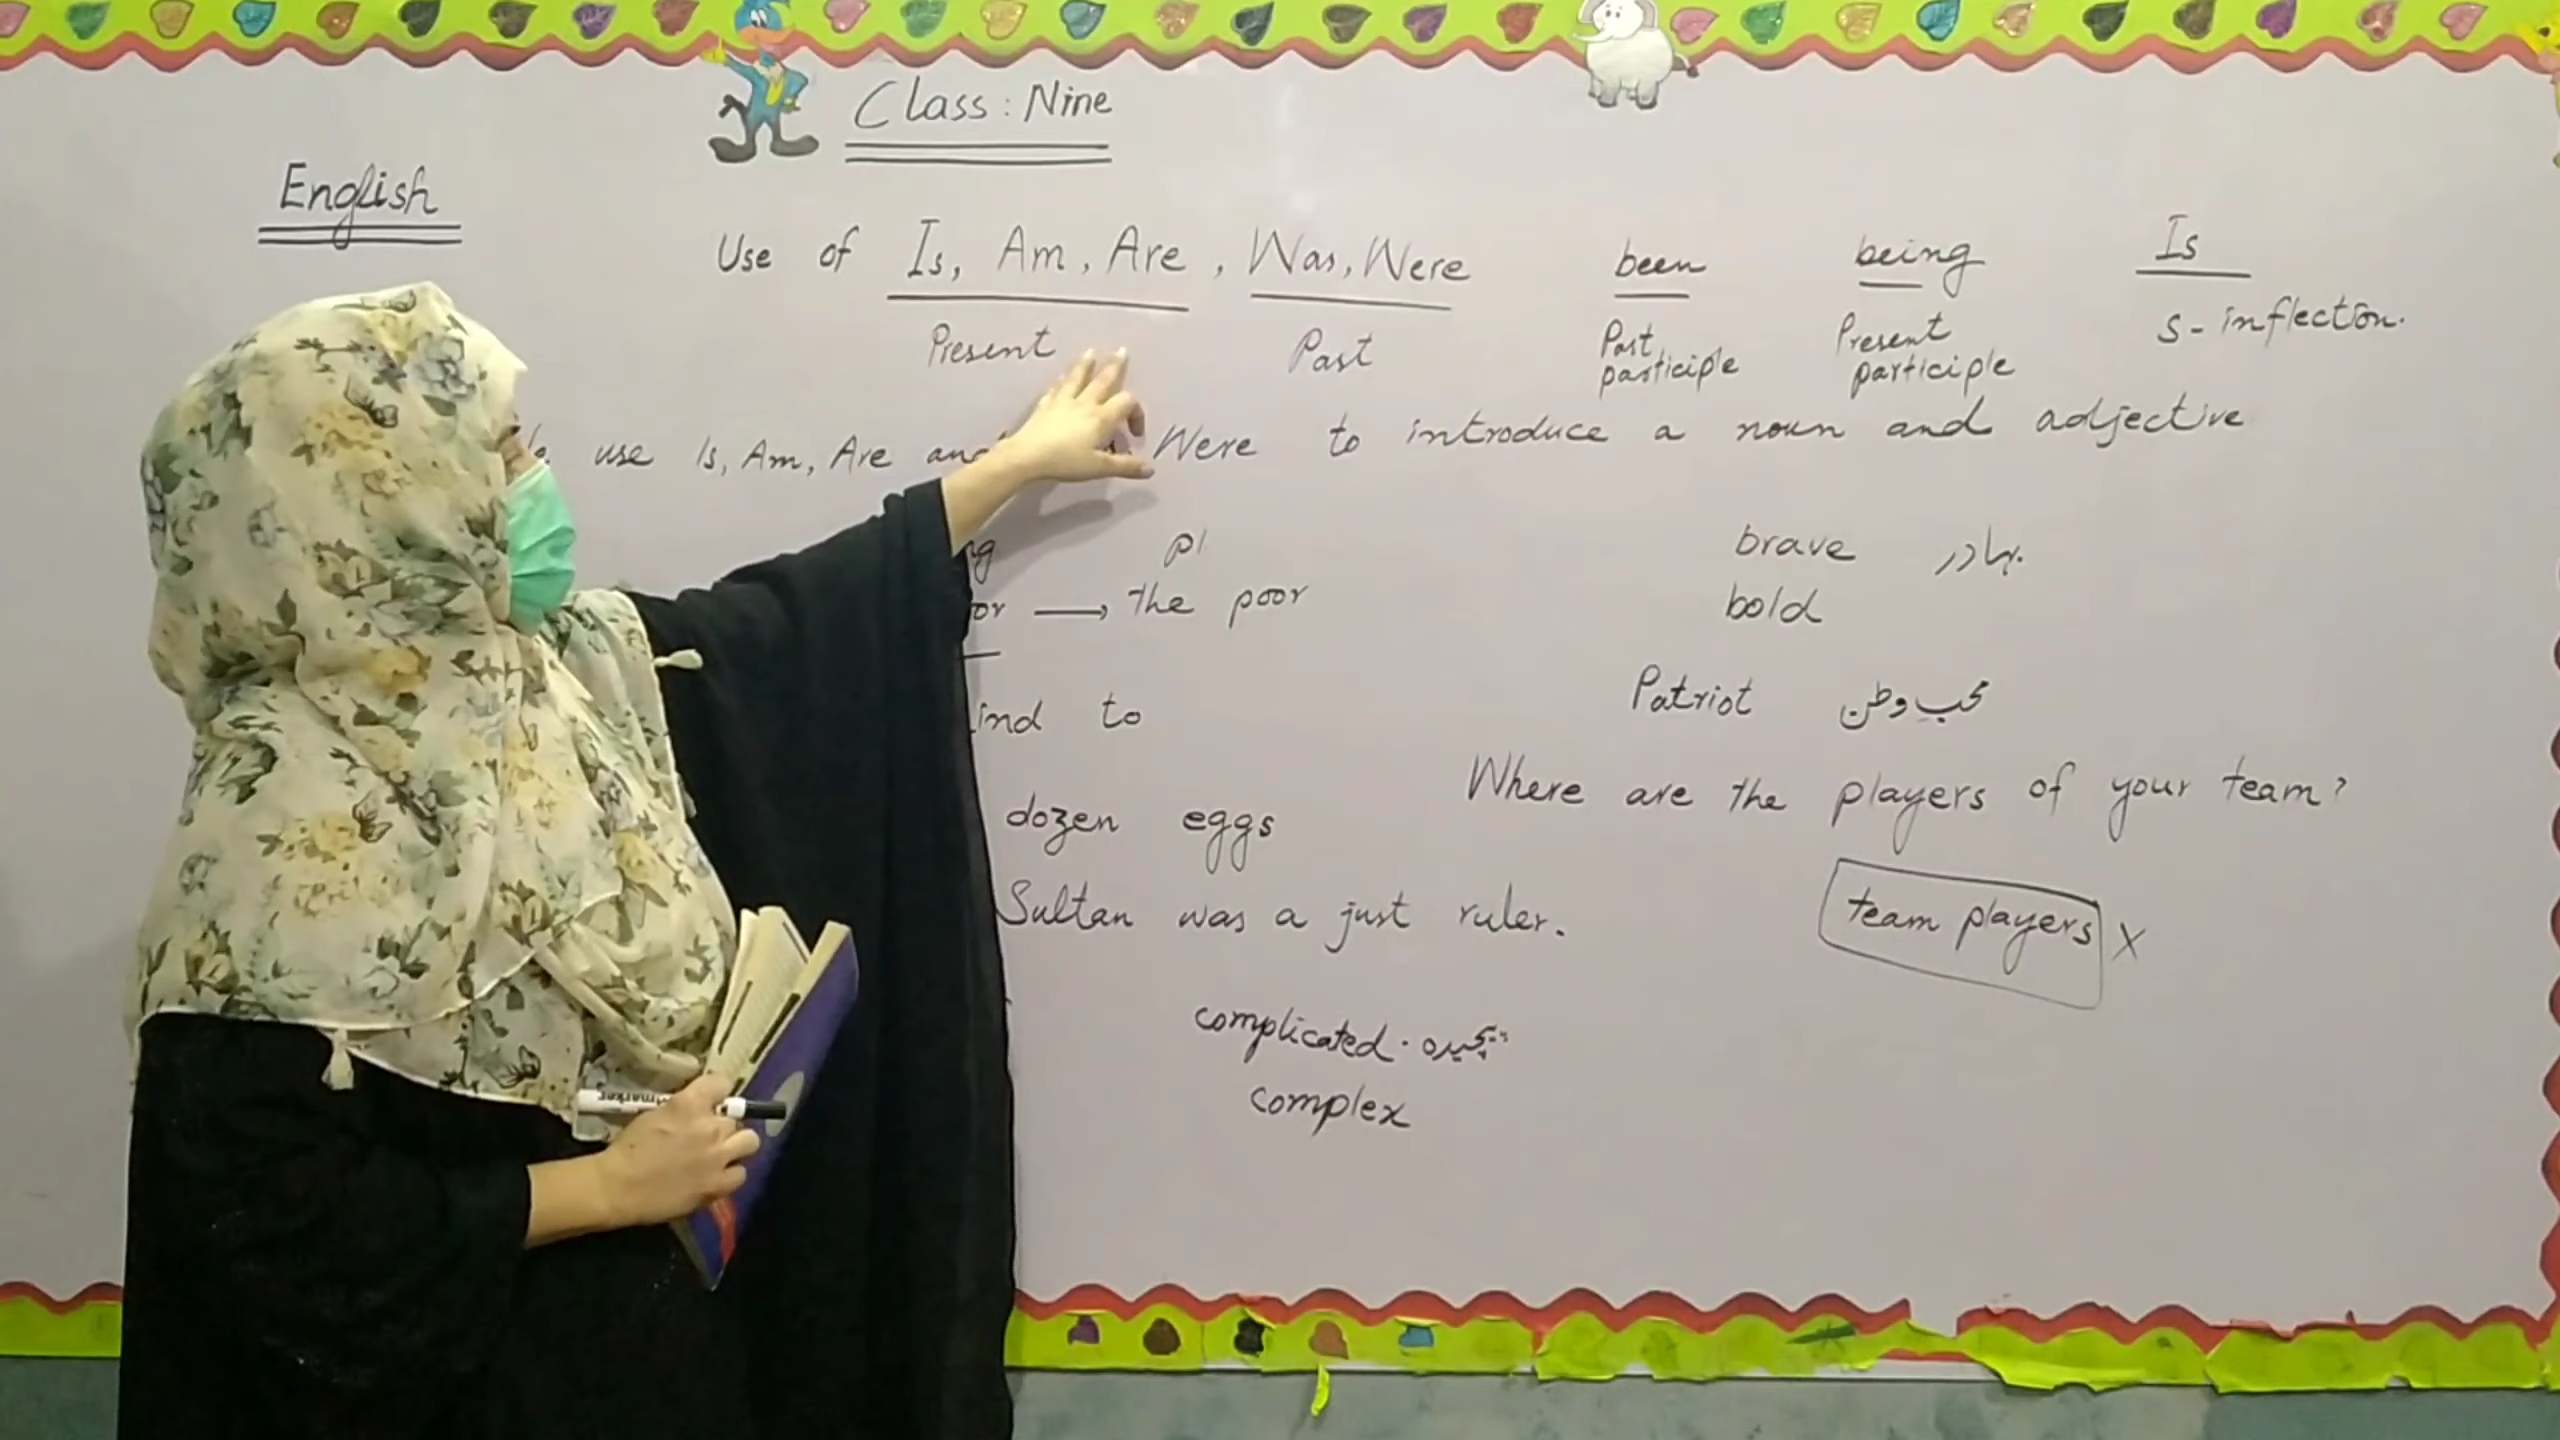 Class: Nine
English
Use of Is, Am, Are, Was, Were
been
being
Is
Present
Past
Past participle
Present participle
s-inflection.
use Is, Am, Are Were to introduce a noun and adjective
pl
→ the poor
to
dozen eggs
Sultan was a just ruler.
complicated. پیچیدہ
complex
brave بہادر
bold
Patriot محب وطن
Where are the players of your team?
team players X